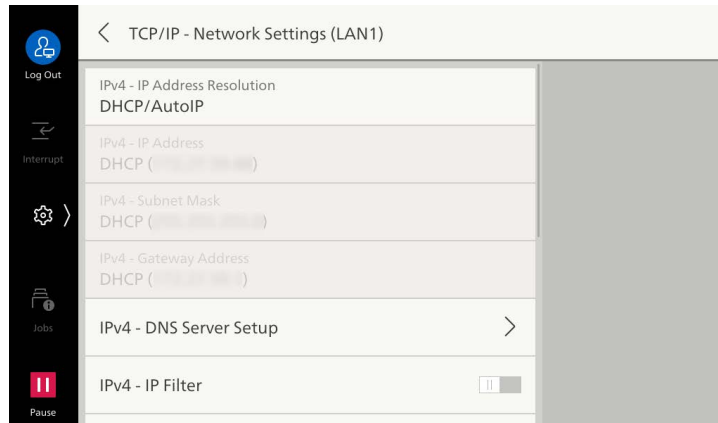 TCP/IP - Network Settings (LAN1)
Log Out
Interrupt
Jobs
Pause
IPv4 - IP Address Resolution
DHCP/AutoIP
IPv4 - IP Address
DHCP ( )
IPv4 - Subnet Mask
DHCP ( )
IPv4 - Gateway Address
DHCP ( )
IPv4 - DNS Server Setup
IPv4 - IP Filter